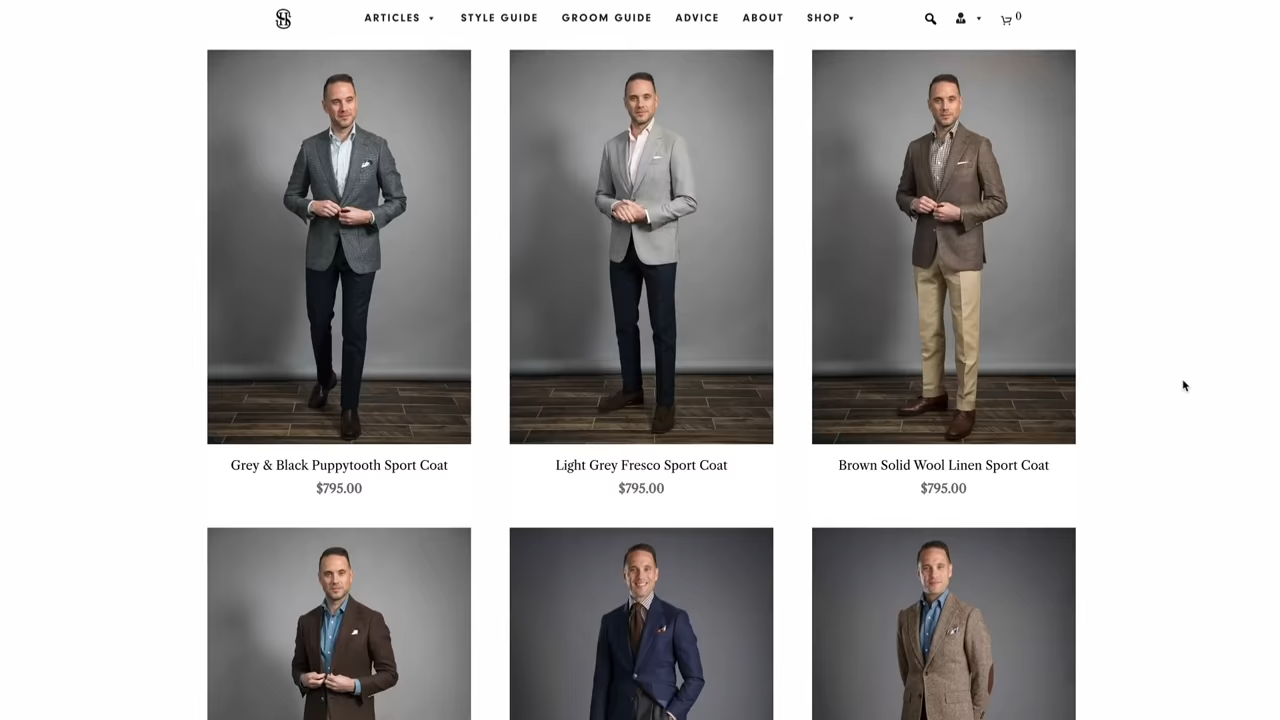 ARTICLES STYLE GUIDE GROOM GUIDE ADVICE ABOUT SHOP 0
Grey & Black Puppytooth Sport Coat
$795.00
Light Grey Fresco Sport Coat
$795.00
Brown Solid Wool Linen Sport Coat
$795.00